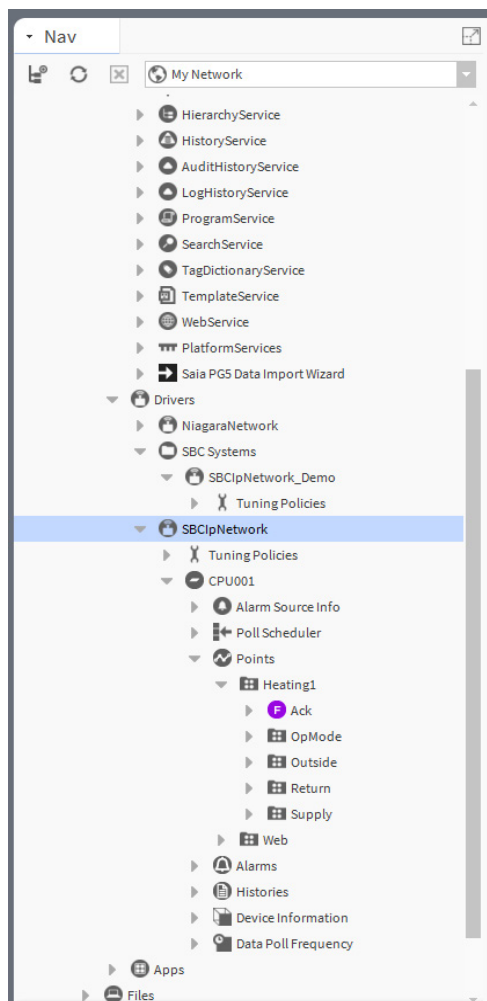 Nav
My Network
HierarchyService
HistoryService
AuditHistoryService
LogHistoryService
ProgramService
SearchService
TagDictionaryService
TemplateService
WebService
PlatformServices
Saia PG5 Data Import Wizard
Drivers
NiagaraNetwork
SBC Systems
SBCIpNetwork_Demo
Tuning Policies
SBCIpNetwork
Tuning Policies
CPU001
Alarm Source Info
Poll Scheduler
Points
Heating1
F Ack
OpMode
Outside
Return
Supply
Web
Alarms
Histories
Device Information
Data Poll Frequency
Apps
Files